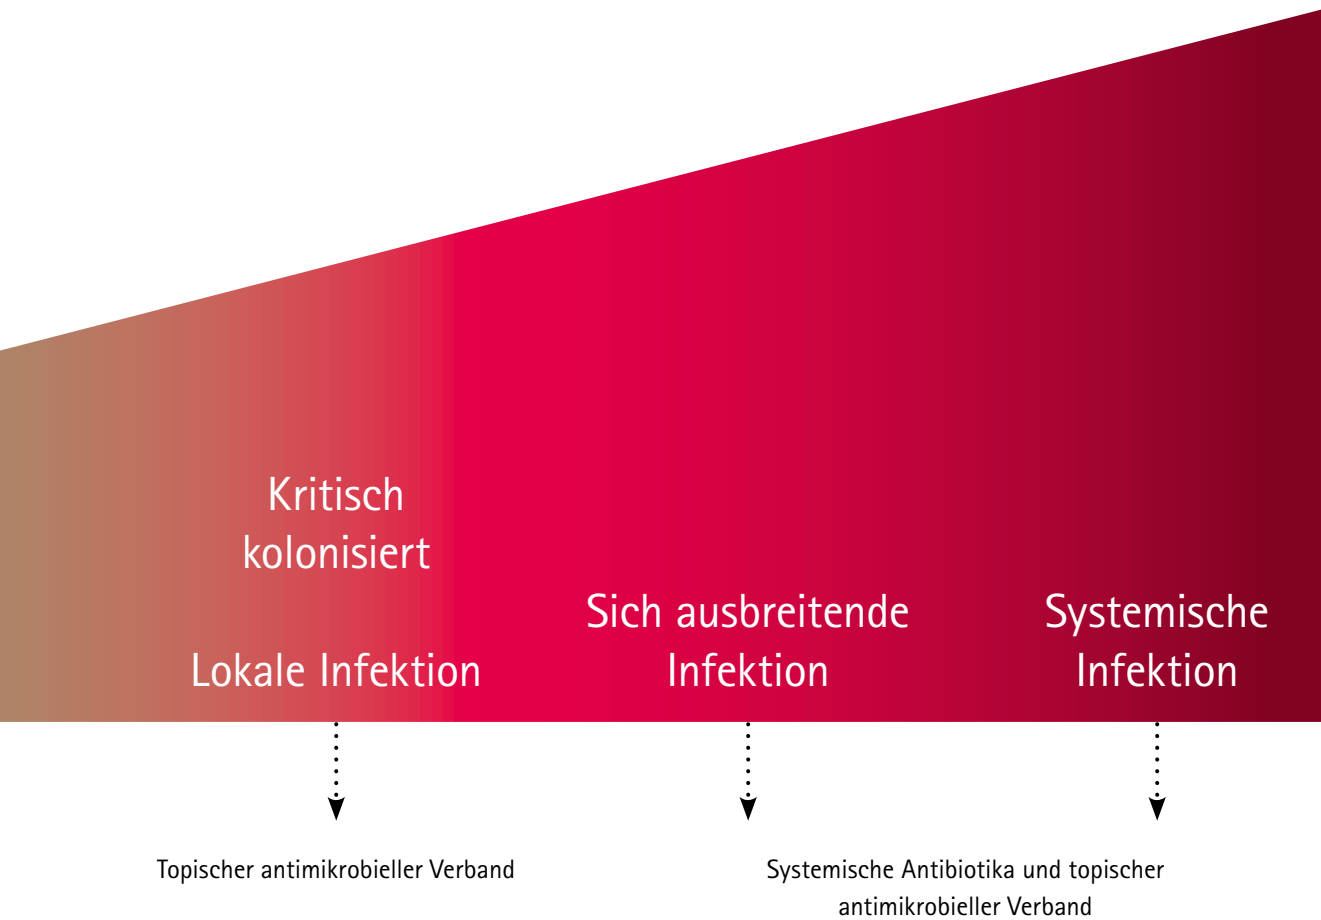 Kritisch
kolonisiert
Lokale Infektion
Sich ausbreitende
Infektion
Systemische
Infektion
Topischer antimikrobieller Verband
Systemische Antibiotika und topischer
antimikrobieller Verband